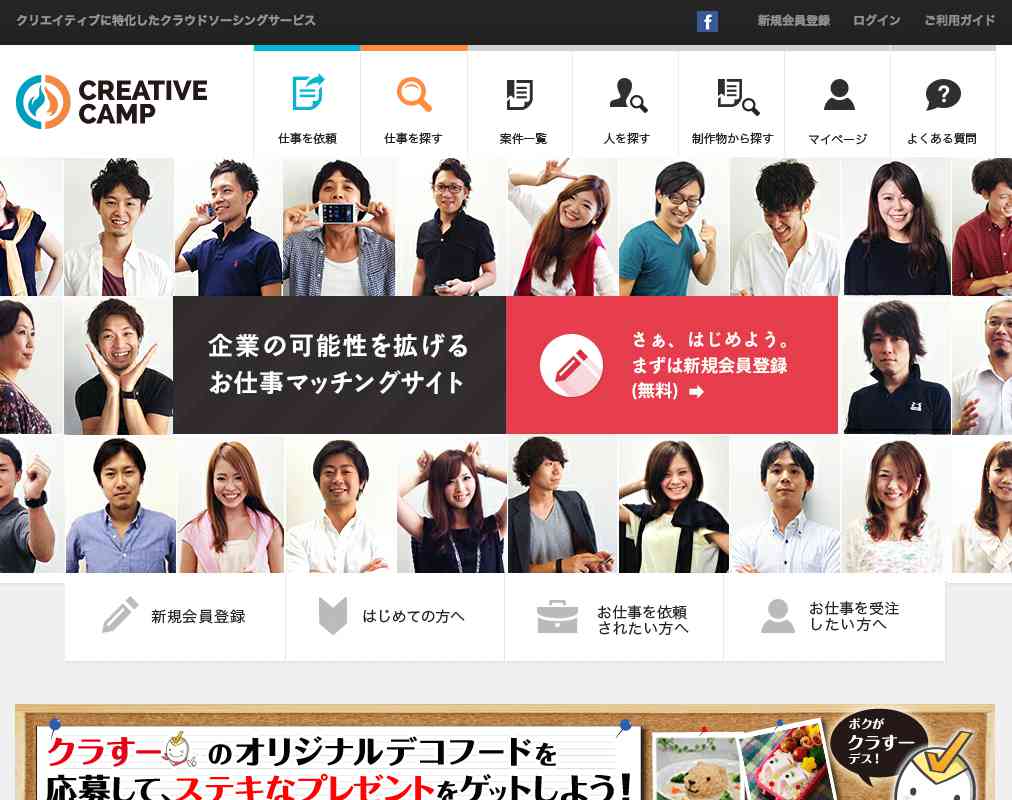 クリエイティブに特化したクラウドソーシングサービス
新規会員登録 ログイン ご利用ガイド
CREATIVE
CAMP
仕事を依頼 仕事を探す 案件一覧 人を探す 制作物から探す マイページ よくある質問
企業の可能性を拡げる
お仕事マッチングサイト
さぁ、はじめよう。
まずは新規会員登録
(無料)
新規会員登録
はじめての方へ
お仕事を依頼
されたい方へ
お仕事を受注
したい方へ
クラすーのオリジナルデコフードを
応募して、ステキなプレゼントをゲットしよう!
ボクが
クラすー
デス!